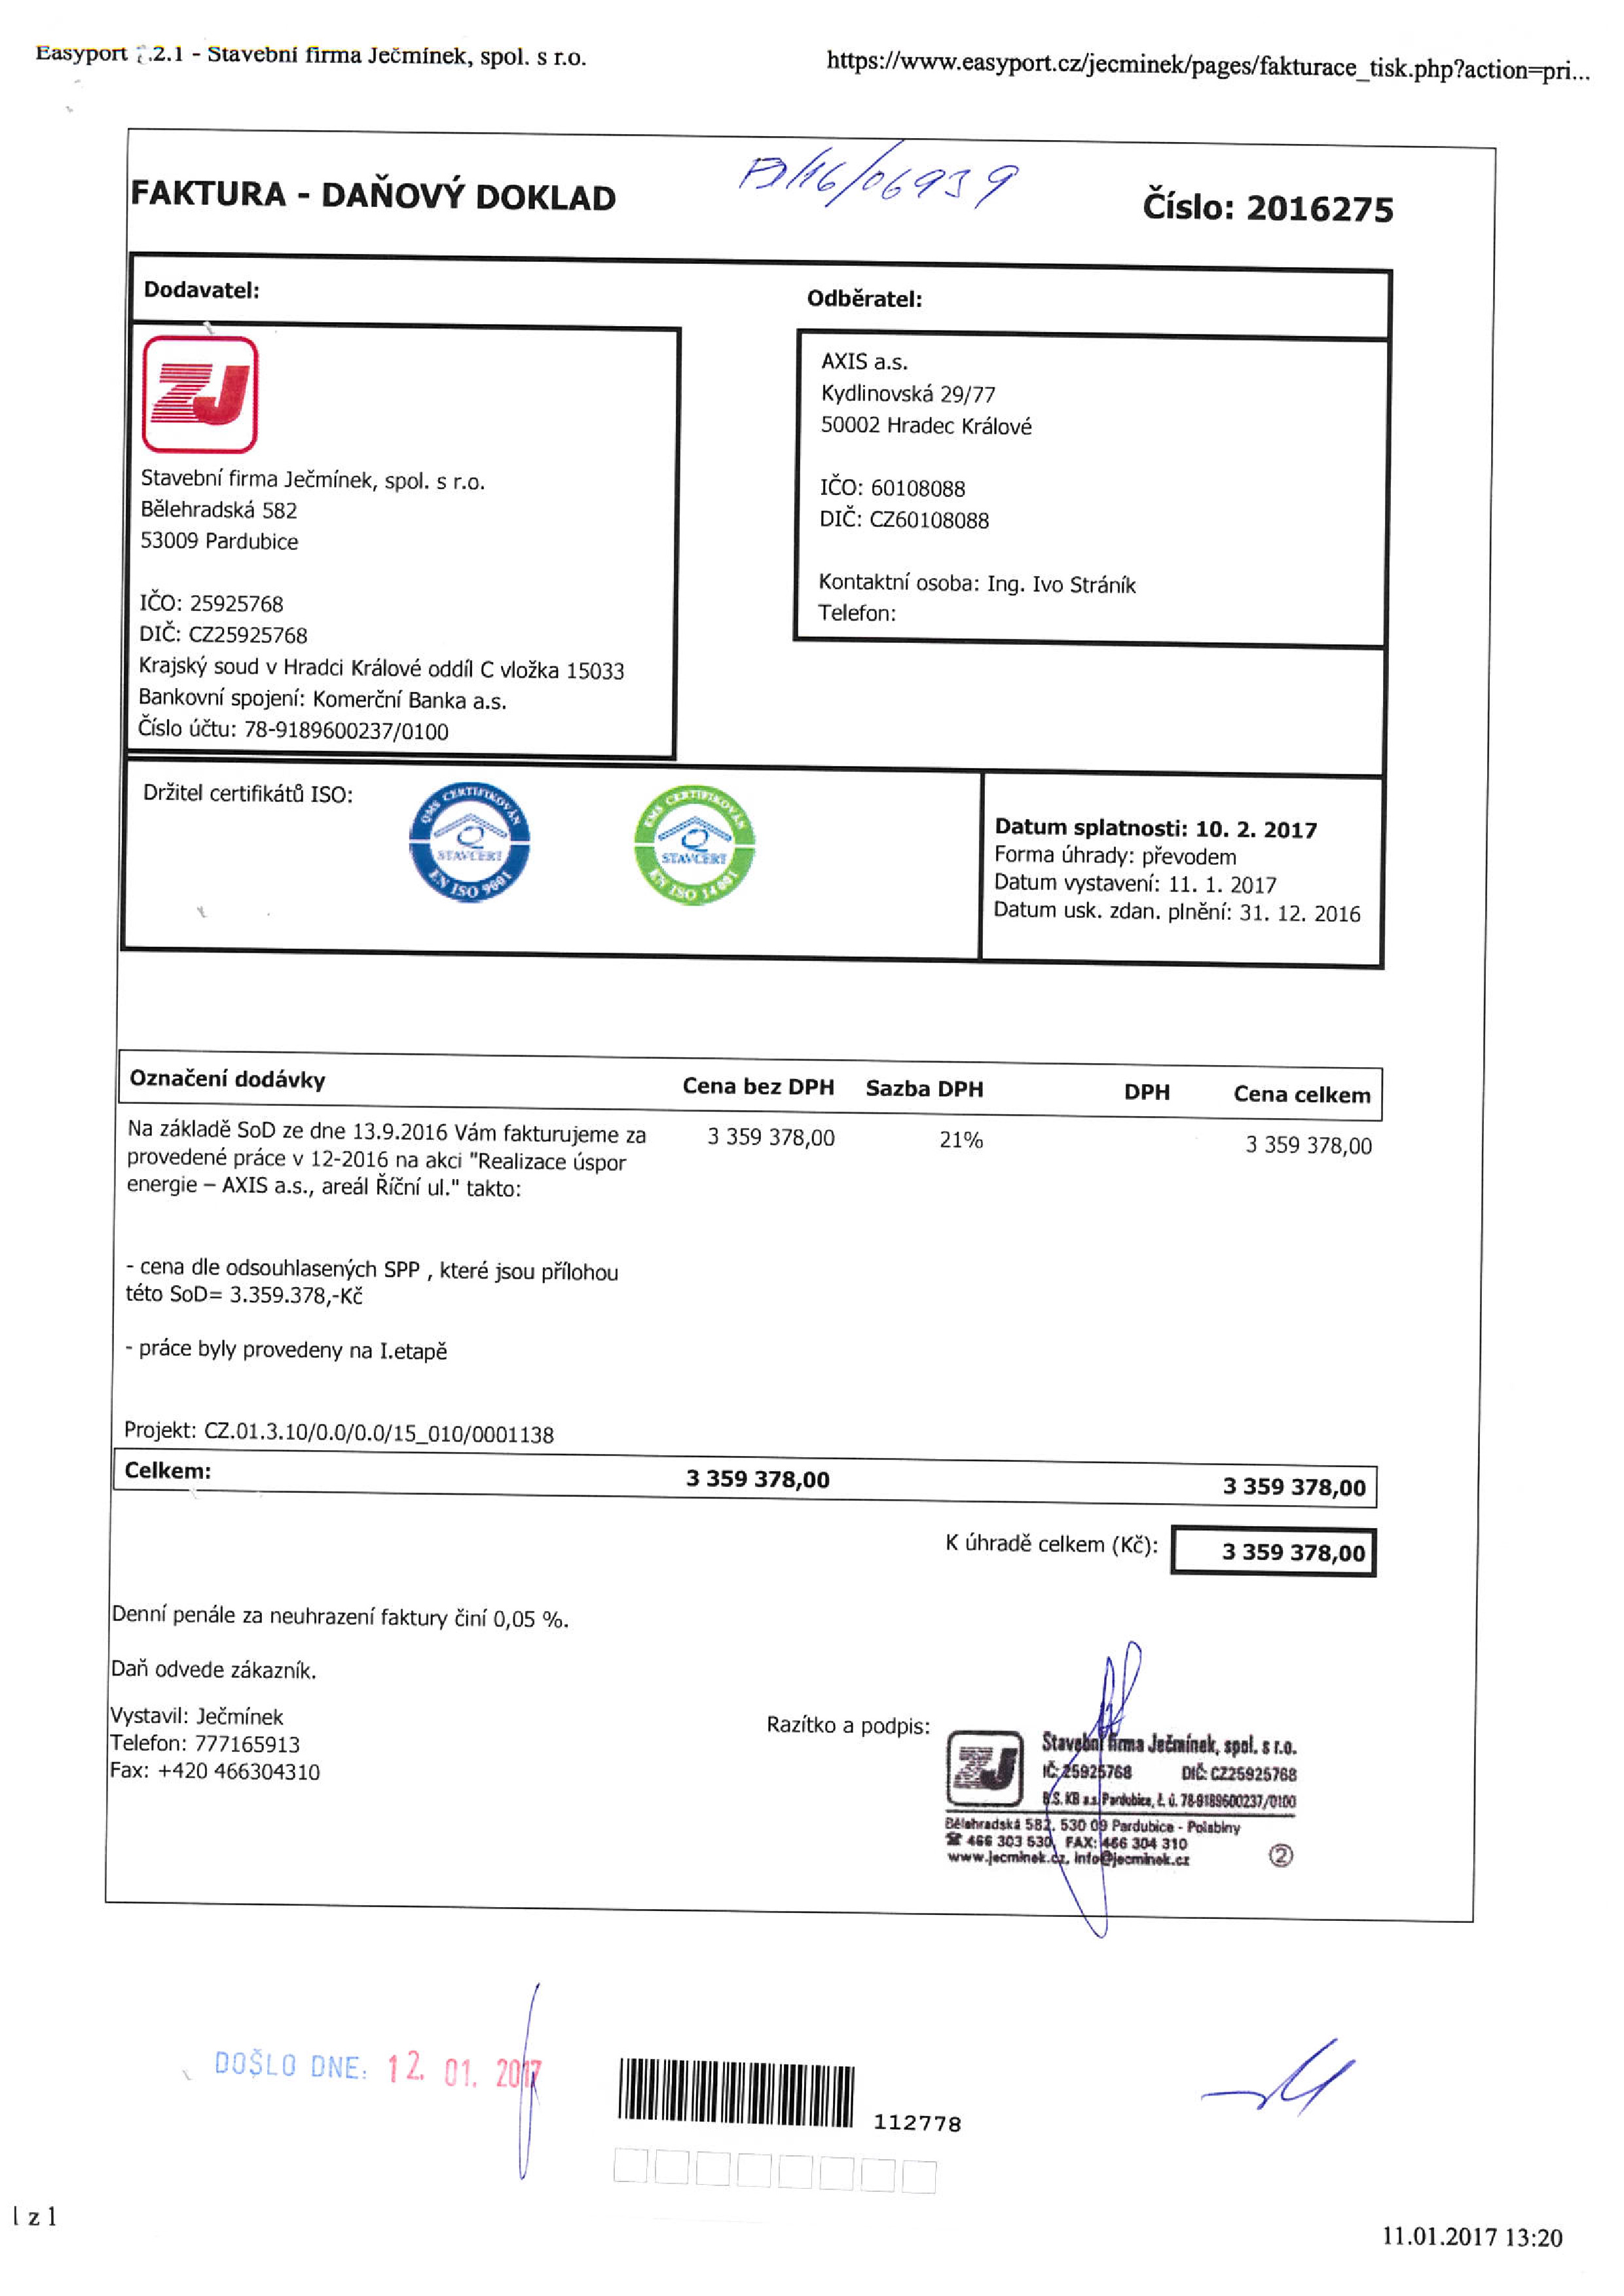 Easyport .2.1 - Stavební firma Ječmínek, spol. s r.o.
https://www.easyport.cz/jecminek/pages/fakturace_tisk.php?action=pri...
FAKTURA - DAŇOVÝ DOKLAD
/16/06939
Číslo: 2016275
Dodavatel:
Odběratel:
ZJ
Stavební firma Ječmínek, spol. s r.o.
Bělehradská 582
53009 Pardubice
IČO: 25925768
DIČ: CZ25925768
Krajský soud v Hradci Králové oddíl C vložka 15033
Bankovní spojení: Komerční Banka a.s.
Číslo účtu: 78-9189600237/0100
AXIS a.s.
Kydlinovská 29/77
50002 Hradec Králové
IČO: 60108088
DIČ: CZ60108088
Kontaktní osoba: Ing. Ivo Stráník
Telefon:
Držitel certifikátů ISO:
QMS CERTIFIKOVÁN
STAVCERT
EN ISO 9001
EMS CERTIFIKOVÁN
STAVCERT
EN ISO 14001
Datum splatnosti: 10. 2. 2017
Forma úhrady: převodem
Datum vystavení: 11. 1. 2017
Datum usk. zdan. plnění: 31. 12. 2016
Označení dodávky Cena bez DPH Sazba DPH DPH Cena celkem
Na základě SoD ze dne 13.9.2016 Vám fakturujeme za 3 359 378,00 21% 3 359 378,00
provedené práce v 12-2016 na akci "Realizace úspor
energie – AXIS a.s., areál Říční ul." takto:
- cena dle odsouhlasených SPP , které jsou přílohou
této SoD= 3.359.378,-Kč
- práce byly provedeny na I.etapě
Projekt: CZ.01.3.10/0.0/0.0/15_010/0001138
Celkem: 3 359 378,00 3 359 378,00
K úhradě celkem (Kč): 3 359 378,00
Denní penále za neuhrazení faktury činí 0,05 %.
Daň odvede zákazník.
Vystavil: Ječmínek
Telefon: 777165913
Fax: +420 466304310
Razítko a podpis:
ZJ
Stavební firma Ječmínek, spol. s r.o.
IČ: 25925768 DIČ: CZ25925768
B.S. KB a.s. Pardubice, č. ú. 78-9189600237/0100
Bělehradská 582, 530 09 Pardubice - Polabiny
☎ 466 303 530, FAX: 466 304 310
www.jecminek.cz, info@jecminek.cz ②
DOŠLO DNE: 12. 01. 2017
112778
1 z 1
11.01.2017 13:20